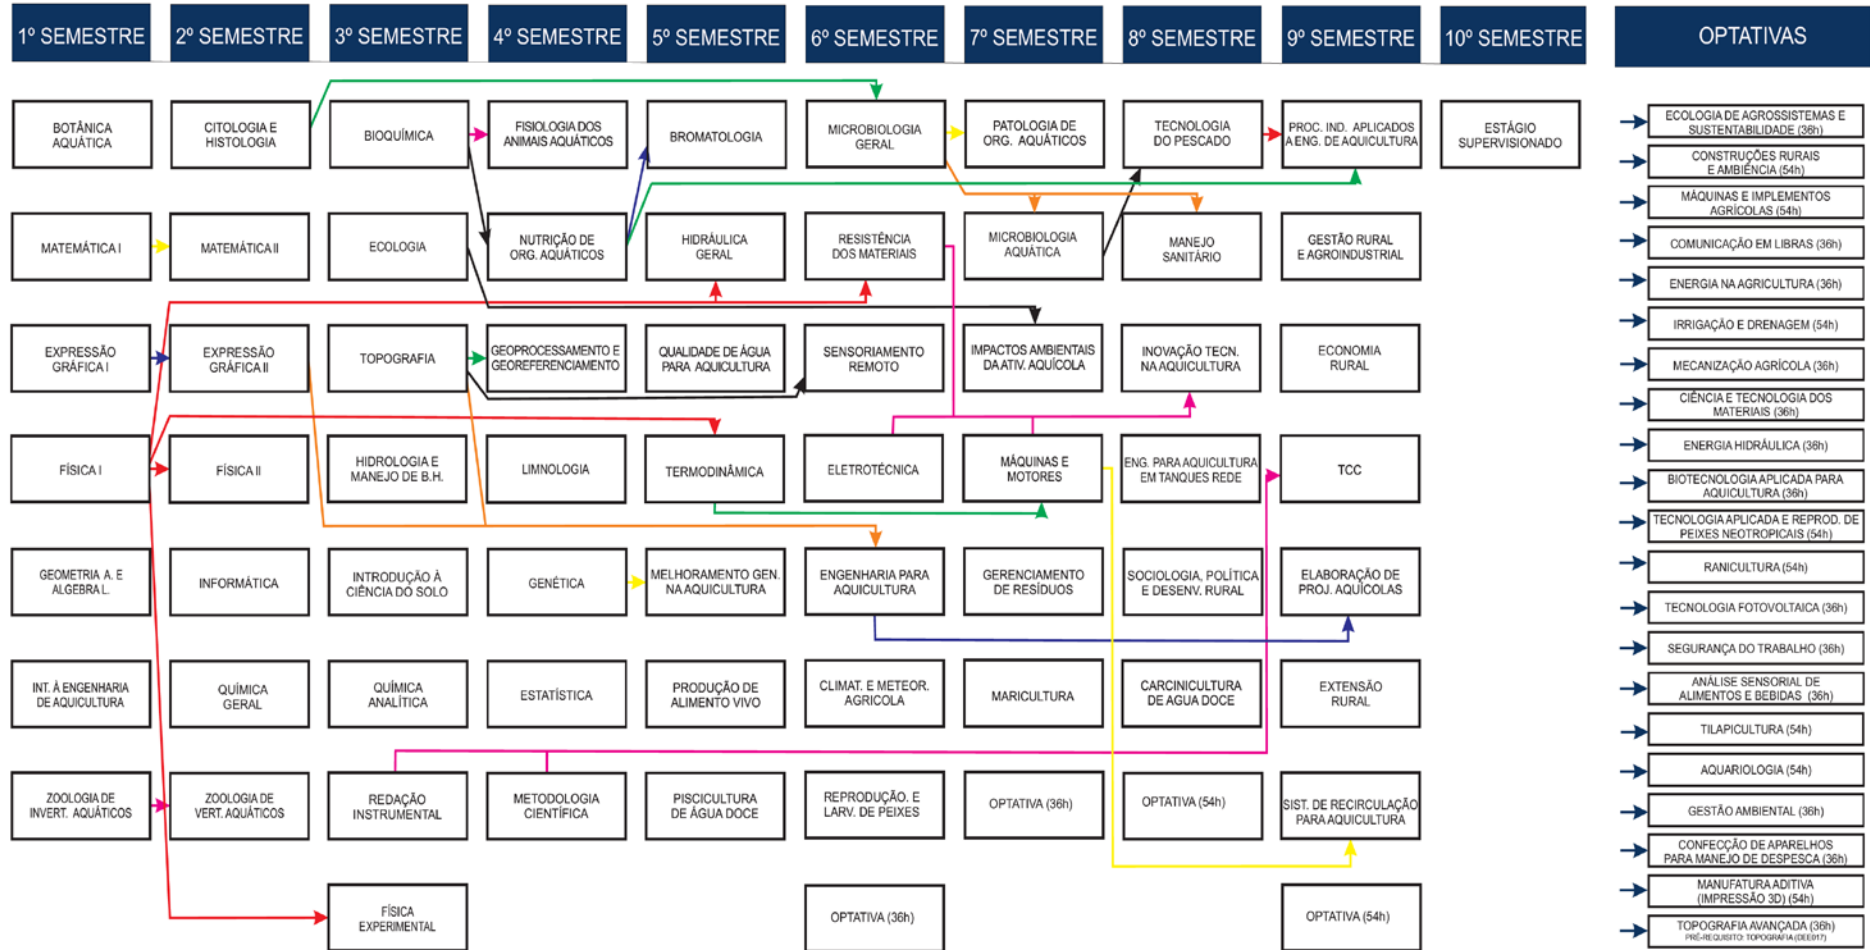 1º SEMESTRE
2º SEMESTRE
3º SEMESTRE
4º SEMESTRE
5º SEMESTRE
6º SEMESTRE
7º SEMESTRE
8º SEMESTRE
9º SEMESTRE
10º SEMESTRE
OPTATIVAS
BOTÂNICA
AQUÁTICA
CITOLOGIA E
HISTOLOGIA
BIOQUÍMICA
FISIOLOGIA DOS
ANIMAIS AQUÁTICOS
BROMATOLOGIA
MICROBIOLOGIA
GERAL
PATOLOGIA DE
ORG. AQUÁTICOS
TECNOLOGIA
DO PESCADO
PROC. IND. APLICADOS
A ENG. DE AQUICULTURA
ESTÁGIO
SUPERVISIONADO
MATEMÁTICA I
MATEMÁTICA II
ECOLOGIA
NUTRIÇÃO DE
ORG. AQUÁTICOS
HIDRÁULICA
GERAL
RESISTÊNCIA
DOS MATERIAIS
MICROBIOLOGIA
AQUÁTICA
MANEJO
SANITÁRIO
GESTÃO RURAL
E AGROINDUSTRIAL
EXPRESSÃO
GRÁFICA I
EXPRESSÃO
GRÁFICA II
TOPOGRAFIA
GEOPROCESSAMENTO E
GEOREFERENCIAMENTO
QUALIDADE DE ÁGUA
PARA AQUICULTURA
SENSORIAMENTO
REMOTO
IMPACTOS AMBIENTAIS
DA ATIV. AQUÍCOLA
INOVAÇÃO TECN.
NA AQUICULTURA
ECONOMIA
RURAL
FÍSICA I
FÍSICA II
HIDROLOGIA E
MANEJO DE B.H.
LIMNOLOGIA
TERMODINÂMICA
ELETROTÉCNICA
MÁQUINAS E
MOTORES
ENG. PARA AQUICULTURA
EM TANQUES REDE
TCC
GEOMETRIA A. E
ALGEBRA L.
INFORMÁTICA
INTRODUÇÃO À
CIÊNCIA DO SOLO
GENÉTICA
MELHORAMENTO GEN.
NA AQUICULTURA
ENGENHARIA PARA
AQUICULTURA
GERENCIAMENTO
DE RESÍDUOS
SOCIOLOGIA, POLÍTICA
E DESENV. RURAL
ELABORAÇÃO DE
PROJ. AQUÍCOLAS
INT. À ENGENHARIA
DE AQUICULTURA
QUÍMICA
GERAL
QUÍMICA
ANALÍTICA
ESTATÍSTICA
PRODUÇÃO DE
ALIMENTO VIVO
CLIMAT. E METEOR.
AGRICOLA
MARICULTURA
CARCINICULTURA
DE AGUA DOCE
EXTENSÃO
RURAL
ZOOLOGIA DE
INVERT. AQUÁTICOS
ZOOLOGIA DE
VERT. AQUÁTICOS
REDAÇÃO
INSTRUMENTAL
METODOLOGIA
CIENTÍFICA
PISCICULTURA
DE ÁGUA DOCE
REPRODUÇÃO. E
LARV. DE PEIXES
OPTATIVA (36h)
OPTATIVA (54h)
SIST. DE RECIRCULAÇÃO
PARA AQUICULTURA
FÍSICA
EXPERIMENTAL
OPTATIVA (36h)
OPTATIVA (54h)
ECOLOGIA DE AGROSSISTEMAS E
SUSTENTABILIDADE (36h)
CONSTRUÇÕES RURAIS
E AMBIÊNCIA (54h)
MÁQUINAS E IMPLEMENTOS
AGRÍCOLAS (54h)
COMUNICAÇÃO EM LIBRAS (36h)
ENERGIA NA AGRICULTURA (36h)
IRRIGAÇÃO E DRENAGEM (54h)
MECANIZAÇÃO AGRÍCOLA (36h)
CIÊNCIA E TECNOLOGIA DOS
MATERIAIS (36h)
ENERGIA HIDRÁULICA (36h)
BIOTECNOLOGIA APLICADA PARA
AQUICULTURA (36h)
TECNOLOGIA APLICADA E REPROD. DE
PEIXES NEOTROPICAIS (54h)
RANICULTURA (54h)
TECNOLOGIA FOTOVOLTAICA (36h)
SEGURANÇA DO TRABALHO (36h)
ANÁLISE SENSORIAL DE
ALIMENTOS E BEBIDAS (36h)
TILAPICULTURA (54h)
AQUARIOLOGIA (54h)
GESTÃO AMBIENTAL (36h)
CONFECÇÃO DE APARELHOS
PARA MANEJO DE DESPESCA (36h)
MANUFATURA ADITIVA
(IMPRESSÃO 3D) (54h)
TOPOGRAFIA AVANÇADA (36h)
PRÉ-REQUISITO: TOPOGRAFIA (DEE017)